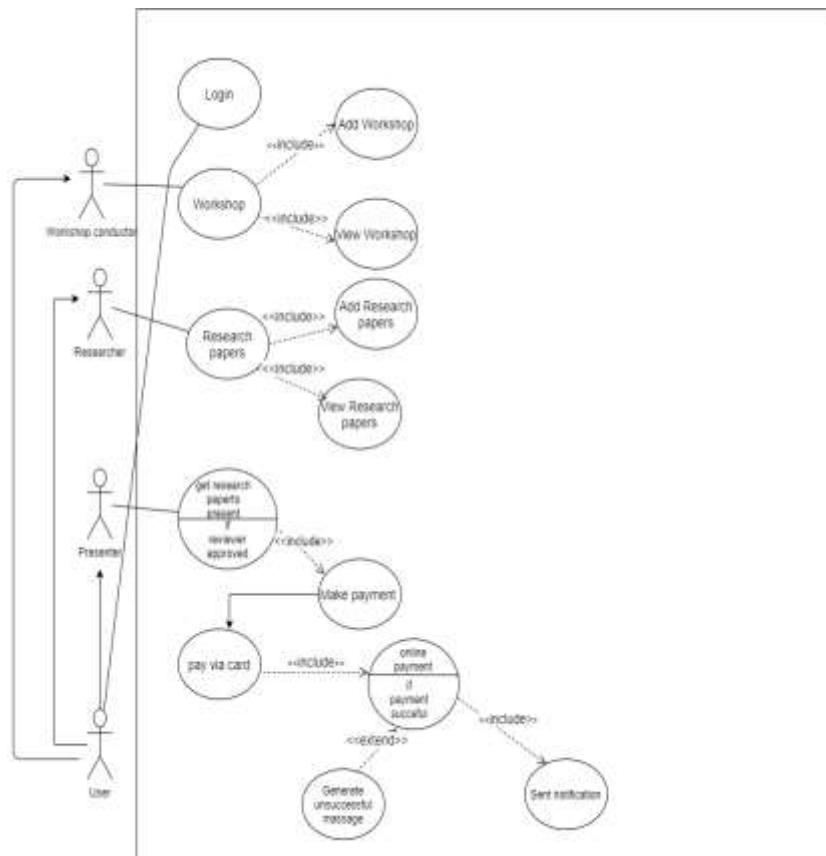 Login
Add Workshop
<<include>>
Workshop
<<include>>
View Workshop
Workshop conductor
Add Research
papers
<<include>>
Research
papers
Researcher
<<include>>
View Research
papers
get research
papertls
present
if
reviewer
approved
<<include>>
Presenter
Make payment
pay via card
<<include>>
online
payment
if
payment
succeful
<<include>>
<<extend>>
Generate
unsuccessful
massage
Sent notification
User